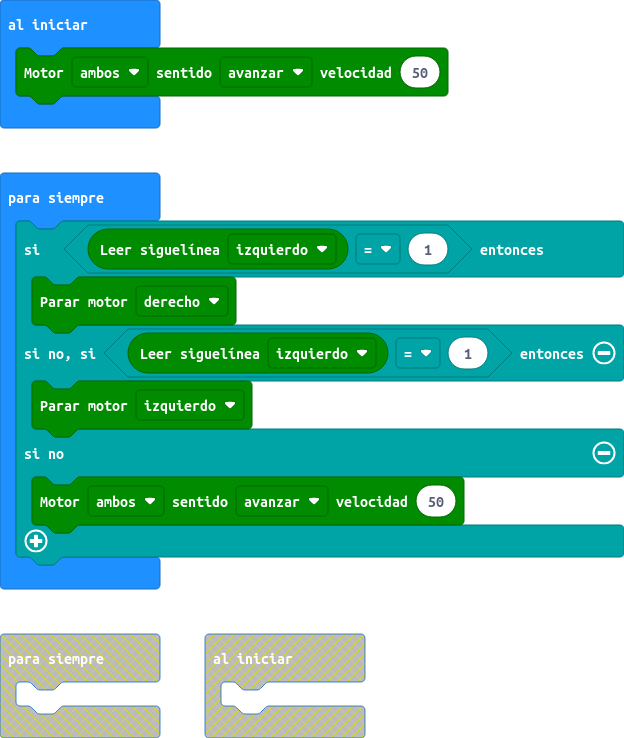 al iniciar
Motor ambos sentido avanzar velocidad 50
para siempre
si Leer siguelínea izquierdo = 1 entonces
Parar motor derecho
si no, si Leer siguelínea izquierdo = 1 entonces
Parar motor izquierdo
si no
Motor ambos sentido avanzar velocidad 50
para siempre al iniciar